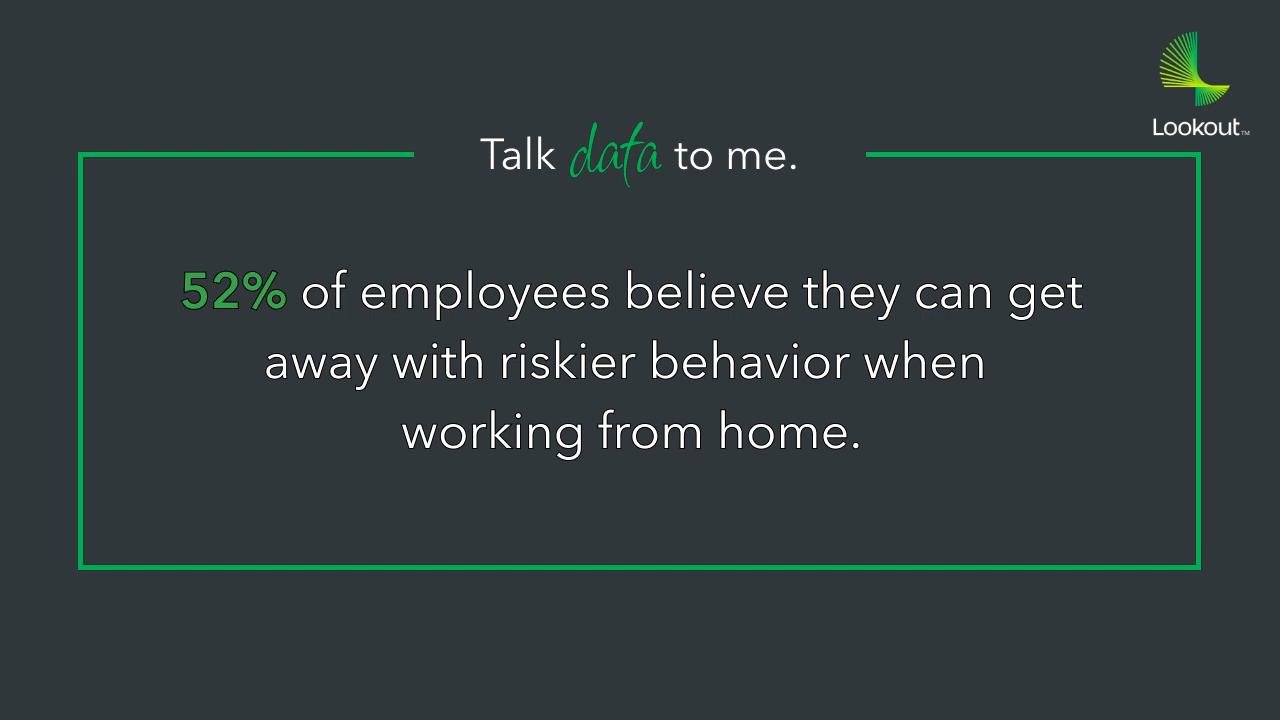 Lookout™
Talk data to me.
52% of employees believe they can get
away with riskier behavior when
working from home.